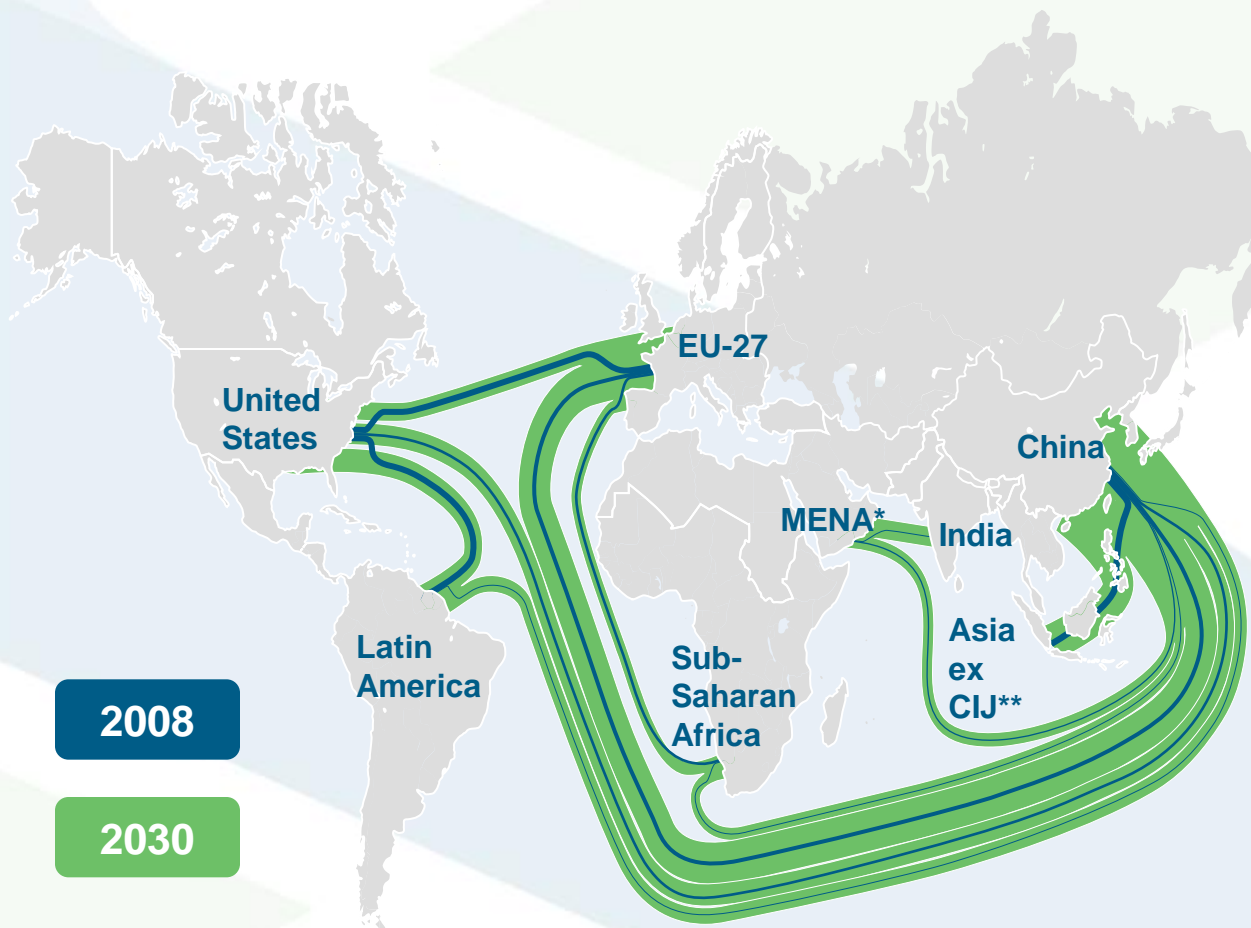 EU-27
United
States
China
MENA*
India
Asia
ex
CIJ**
Latin
America
Sub-
Saharan
Africa
2008
2030